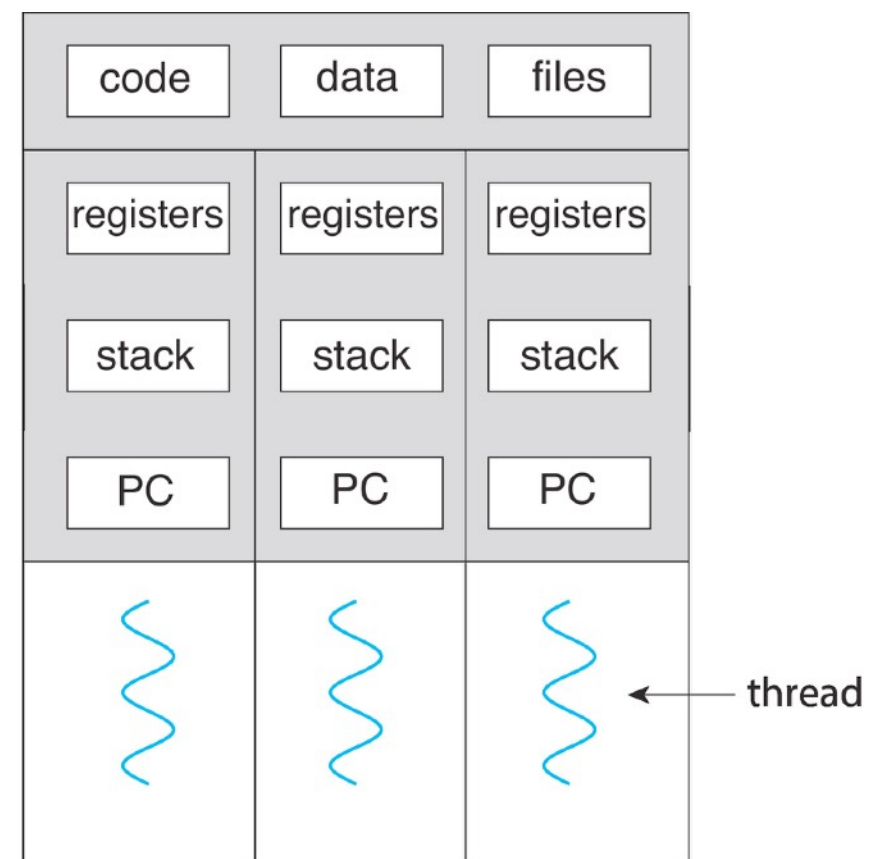 code data files
registers registers registers
stack stack stack
PC PC PC
thread